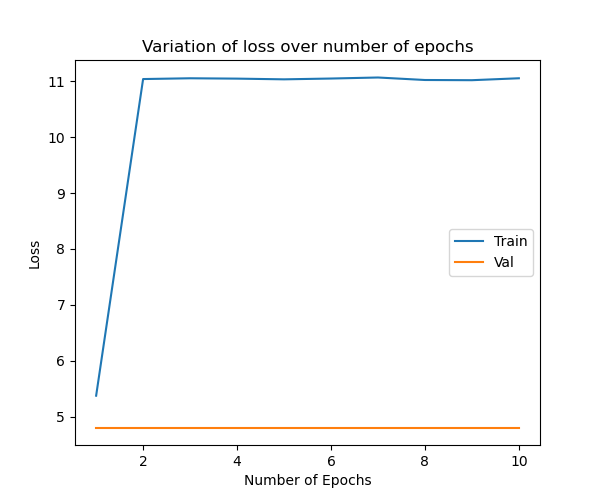 Variation of loss over number of epochs
11
10
9
8
7
6
5
Loss
Train
Val
2 4 6 8 10
Number of Epochs